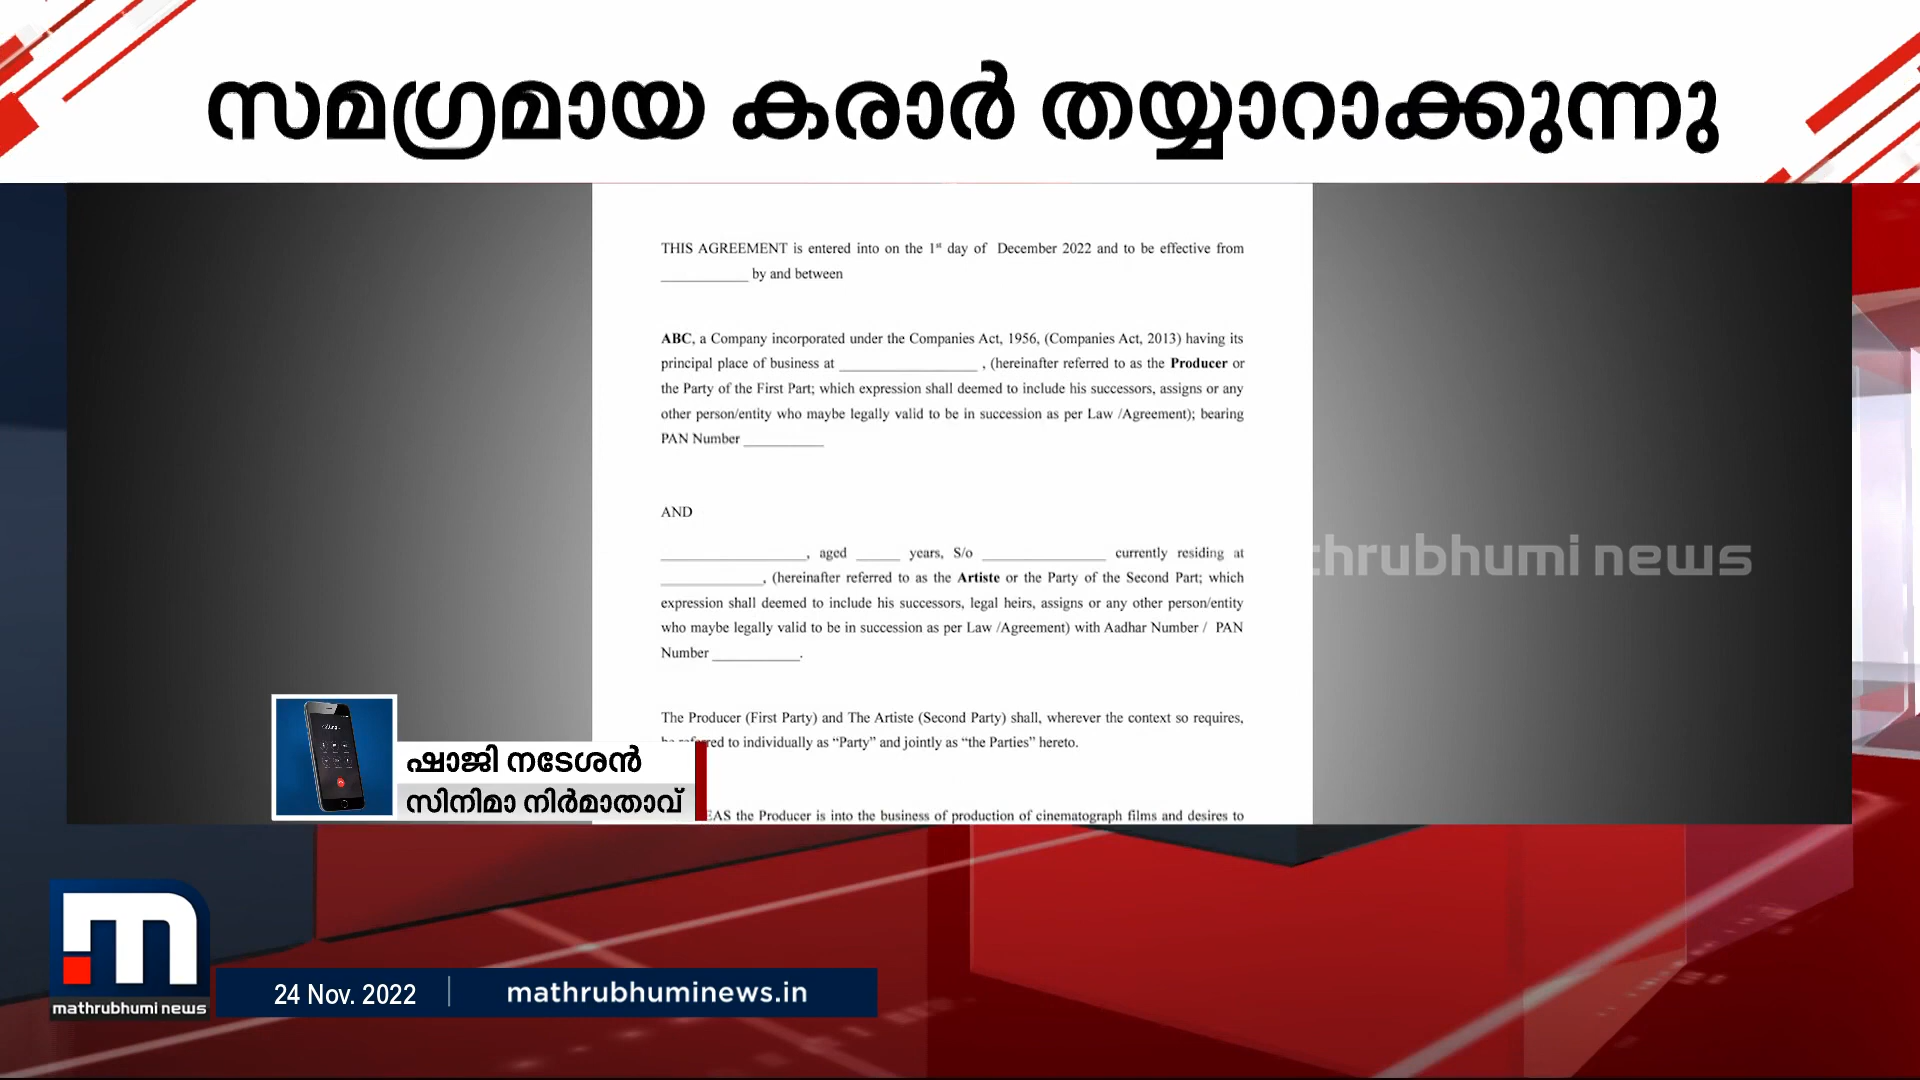 സമഗ്രമായ കരാർ തയ്യാറാക്കുന്നു
THIS AGREEMENT is entered into on the 1st day of December 2022 and to be effective from
____________ by and between
ABC, a Company incorporated under the Companies Act, 1956, (Companies Act, 2013) having its
principal place of business at ___________________ , (hereinafter referred to as the Producer or
the Party of the First Part; which expression shall deemed to include his successors, assigns or any
other person/entity who maybe legally valid to be in succession as per Law /Agreement); bearing
PAN Number ___________
AND
____________________, aged ______ years, S/o _________________ currently residing at
______________, (hereinafter referred to as the Artiste or the Party of the Second Part; which
expression shall deemed to include his successors, legal heirs, assigns or any other person/entity
who maybe legally valid to be in succession as per Law /Agreement) with Aadhar Number / PAN
Number ____________.
The Producer (First Party) and The Artiste (Second Party) shall, wherever the context so requires,
to individually as “Party” and jointly as “the Parties” hereto.
the Producer is into the business of production of cinematograph films and desires to
thrubhumi news
ഷാജി നടേശൻ
സിനിമാ നിർമാതാവ്
mathrubhumi news
24 Nov. 2022
mathrubhuminews.in